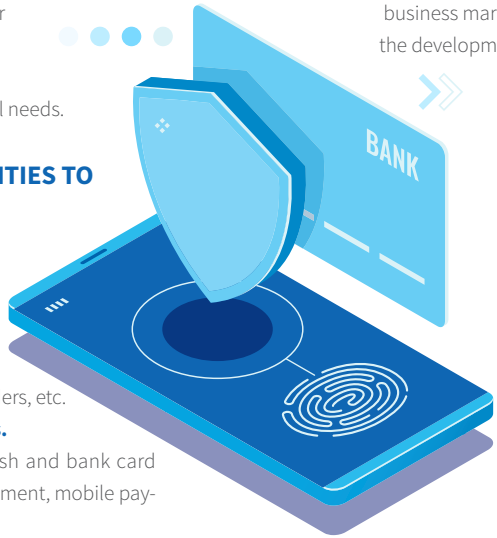 r
l needs.
ITIES TO
ers, etc.
s.
sh and bank card
ment, mobile pay-
business mar
the developm
BANK